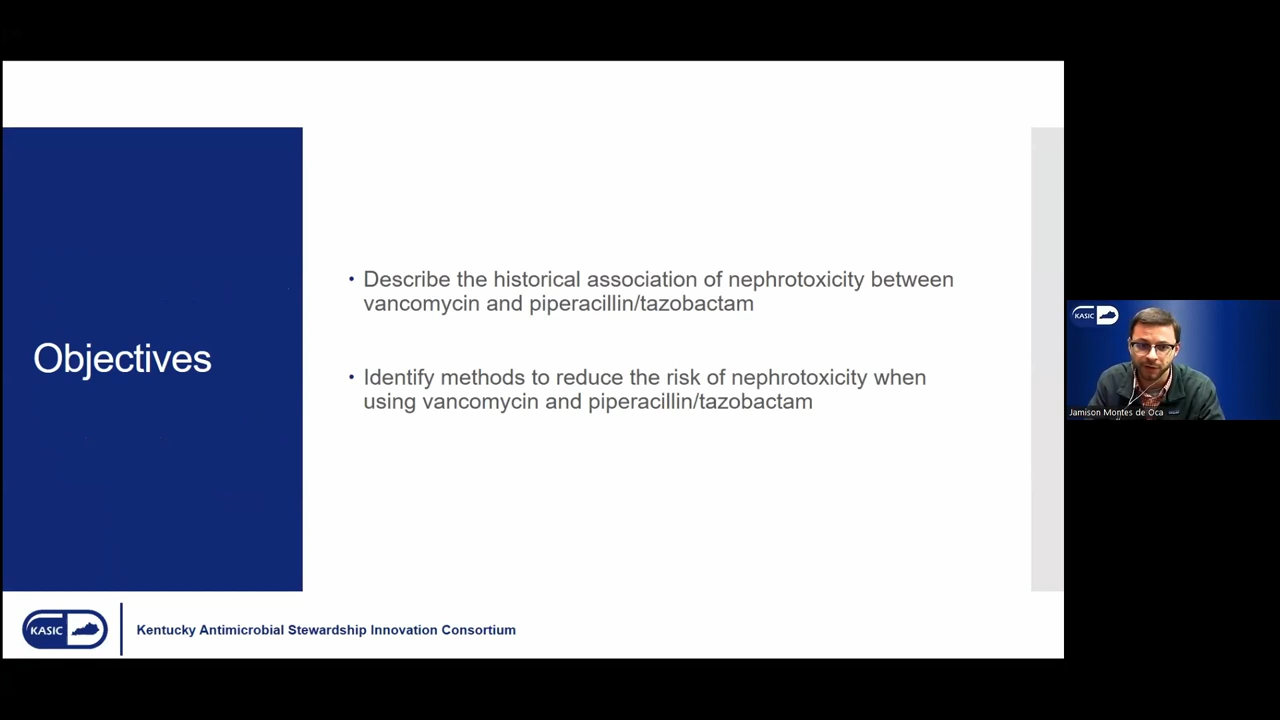 Objectives
• Describe the historical association of nephrotoxicity between
vancomycin and piperacillin/tazobactam
• Identify methods to reduce the risk of nephrotoxicity when
using vancomycin and piperacillin/tazobactam
KASIC
Kentucky Antimicrobial Stewardship Innovation Consortium
KASIC
Jamison Montes de Oca